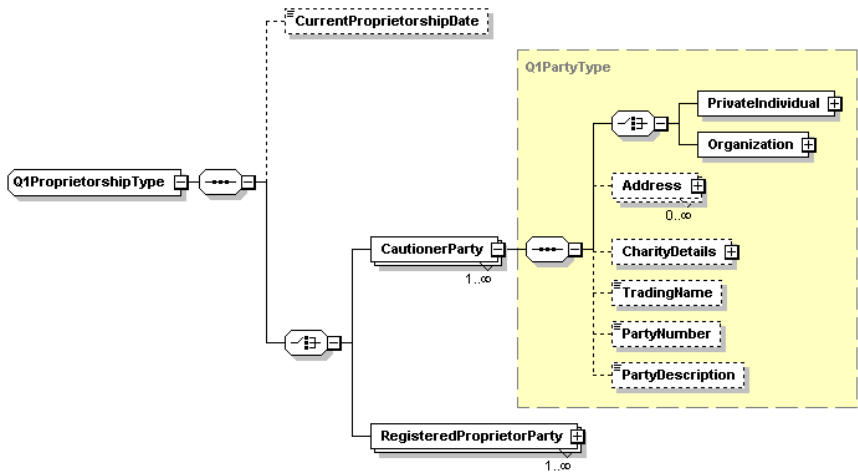 CurrentProprietorshipDate
Q1PartyType
PrivateIndividual
Organization
Q1ProprietorshipType
Address
0..∞
CautionerParty
1..∞
CharityDetails
TradingName
PartyNumber
PartyDescription
RegisteredProprietorParty
1..∞